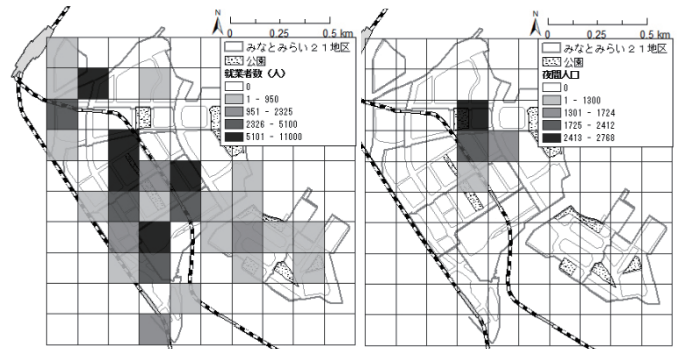 N
0 0.25 0.5 km
みなとみらい２１地区
公園
就業者数（人）
0
1 - 950
951 - 2325
2326 - 5100
5101 - 11000
N
0 0.25 0.5 km
みなとみらい２１地区
公園
夜間人口
0
1 - 1300
1301 - 1724
1725 - 2412
2413 - 2768